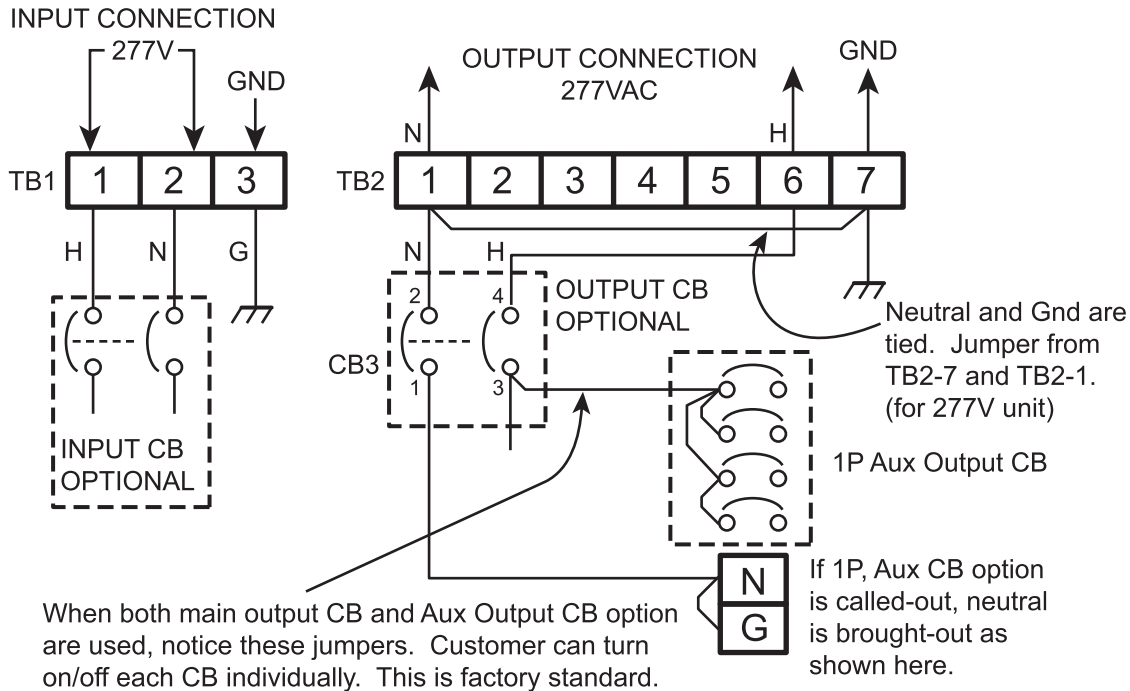 INPUT CONNECTION
277V
GND
TB1
1
2
3
H
N
G
INPUT CB
OPTIONAL
OUTPUT CONNECTION
277VAC
GND
N
H
TB2
1
2
3
4
5
6
7
N
H
OUTPUT CB
OPTIONAL
2
4
CB3
1
3
Neutral and Gnd are
tied. Jumper from
TB2-7 and TB2-1.
(for 277V unit)
1P Aux Output CB
N
G
If 1P, Aux CB option
is called-out, neutral
is brought-out as
shown here.
When both main output CB and Aux Output CB option
are used, notice these jumpers. Customer can turn
on/off each CB individually. This is factory standard.